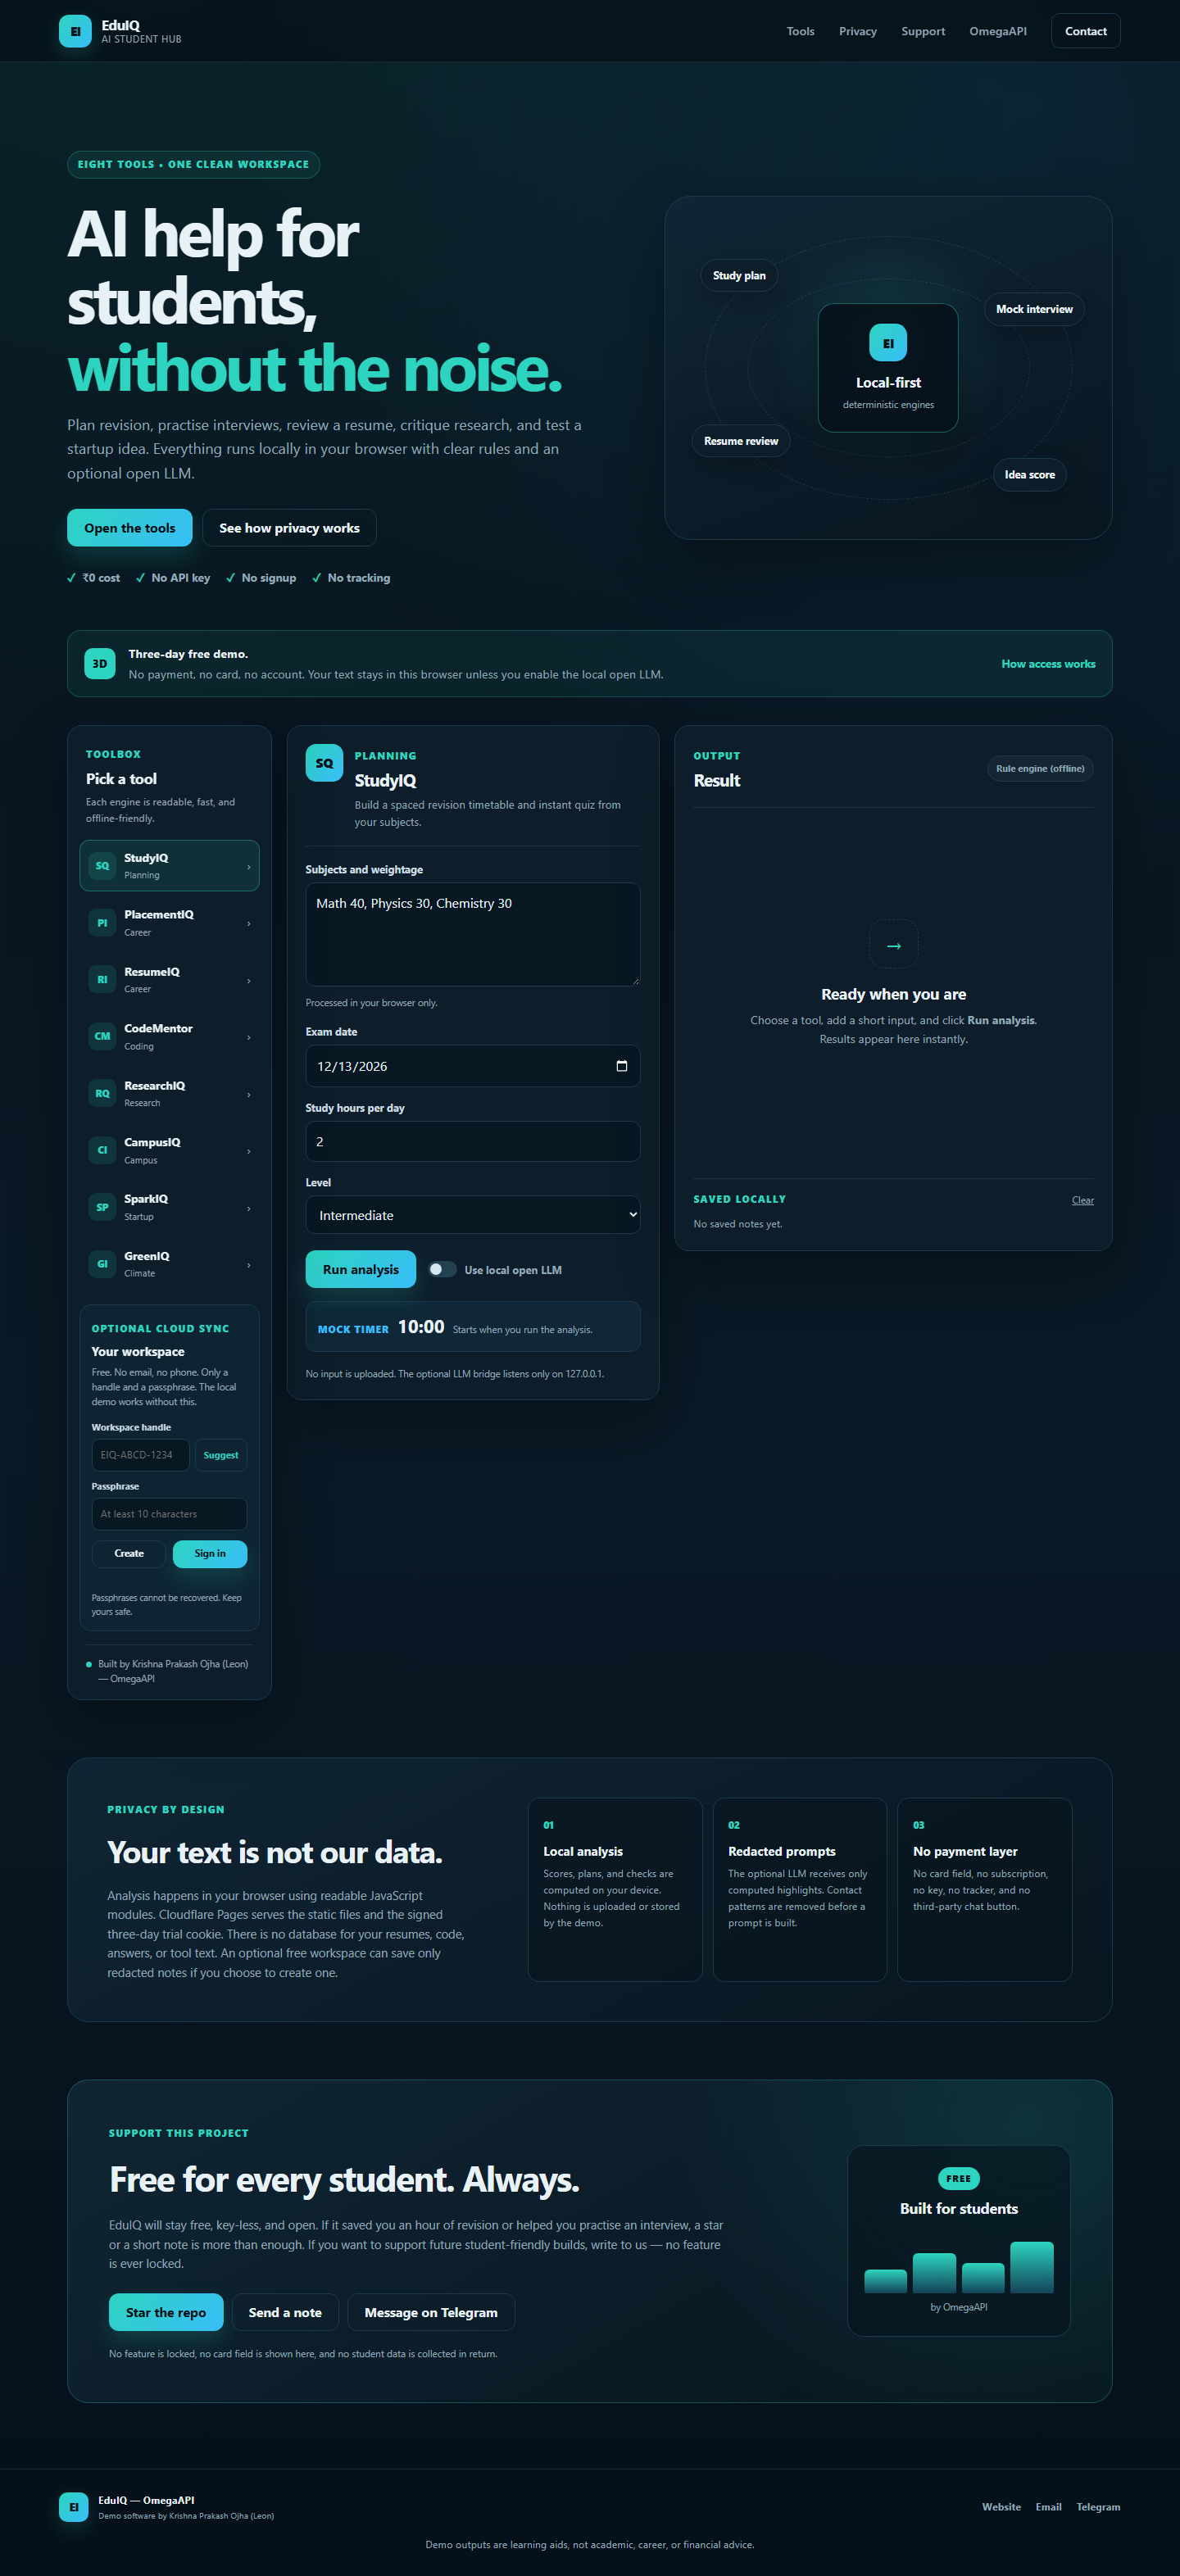 EI
EduIQ
AI STUDENT HUB
Tools
Privacy
Support
OmegaAPI
Contact
EIGHT TOOLS • ONE CLEAN WORKSPACE
AI help for
students,
without the noise.
Plan revision, practise interviews, review a resume, critique research, and test a
startup idea. Everything runs locally in your browser with clear rules and an
optional open LLM.
Open the tools
See how privacy works
✓ ₹0 cost
✓ No API key
✓ No signup
✓ No tracking
Study plan
Mock interview
EI
Local-first
deterministic engines
Resume review
Idea score
3D
Three-day free demo.
No payment, no card, no account. Your text stays in this browser unless you enable the local open LLM.
How access works
TOOLBOX
Pick a tool
Each engine is readable, fast, and
offline-friendly.
SQ
StudyIQ
Planning
›
PI
PlacementIQ
Career
›
RI
ResumeIQ
Career
›
CM
CodeMentor
Coding
›
RQ
ResearchIQ
Research
›
CI
CampusIQ
Campus
›
SP
SparkIQ
Startup
›
GI
GreenIQ
Climate
›
OPTIONAL CLOUD SYNC
Your workspace
Free. No email, no phone. Only a
handle and a passphrase. The local
demo works without this.
Workspace handle
EIQ-ABCD-1234
Suggest
Passphrase
At least 10 characters
Create
Sign in
Passphrases cannot be recovered. Keep
yours safe.
Built by Krishna Prakash Ojha (Leon)
— OmegaAPI
SQ
PLANNING
StudyIQ
Build a spaced revision timetable and instant quiz from
your subjects.
Subjects and weightage
Math 40, Physics 30, Chemistry 30
Processed in your browser only.
Exam date
12/13/2026
Study hours per day
2
Level
Intermediate
Run analysis
Use local open LLM
MOCK TIMER 10:00 Starts when you run the analysis.
No input is uploaded. The optional LLM bridge listens only on 127.0.0.1.
OUTPUT
Result
Rule engine (offline)
→
Ready when you are
Choose a tool, add a short input, and click Run analysis.
Results appear here instantly.
SAVED LOCALLY
Clear
No saved notes yet.
PRIVACY BY DESIGN
Your text is not our data.
Analysis happens in your browser using readable JavaScript
modules. Cloudflare Pages serves the static files and the signed
three-day trial cookie. There is no database for your resumes, code,
answers, or tool text. An optional free workspace can save only
redacted notes if you choose to create one.
01
Local analysis
Scores, plans, and checks are
computed on your device.
Nothing is uploaded or stored
by the demo.
02
Redacted prompts
The optional LLM receives only
computed highlights. Contact
patterns are removed before a
prompt is built.
03
No payment layer
No card field, no subscription,
no key, no tracker, and no
third-party chat button.
SUPPORT THIS PROJECT
Free for every student. Always.
EduIQ will stay free, key-less, and open. If it saved you an hour of revision or helped you practise an interview, a star
or a short note is more than enough. If you want to support future student-friendly builds, write to us — no feature
is ever locked.
Star the repo
Send a note
Message on Telegram
No feature is locked, no card field is shown here, and no student data is collected in return.
FREE
Built for students
by OmegaAPI
EI
EduIQ — OmegaAPI
Demo software by Krishna Prakash Ojha (Leon)
Website
Email
Telegram
Demo outputs are learning aids, not academic, career, or financial advice.